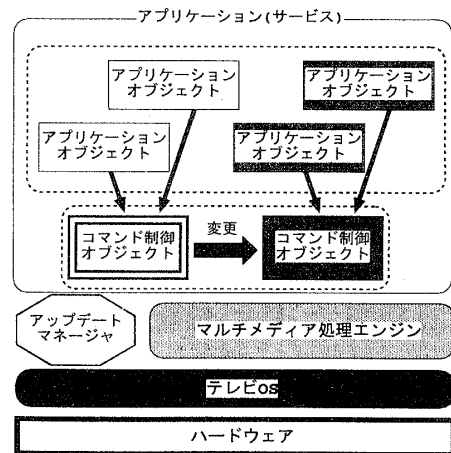 アプリケーション(サービス)
アプリケーション
オブジェクト
アプリケーション
オブジェクト
アプリケーション
オブジェクト
アプリケーション
オブジェクト
コマンド制御
オブジェクト
変更
コマンド制御
オブジェクト
アップデート
マネージャ
マルチメディア処理エンジン
テレビOS
ハードウェア